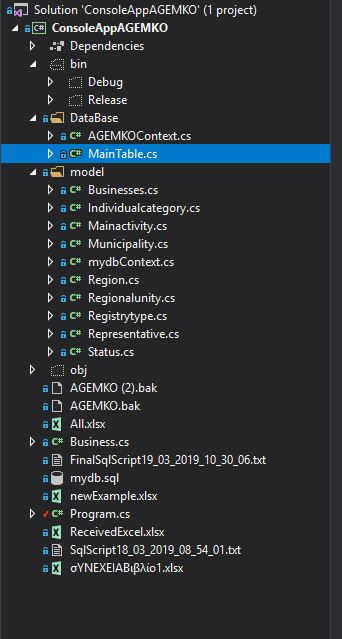 Solution 'ConsoleAppAGEMKO' (1 project)
C# ConsoleAppAGEMKO
Dependencies
bin
Debug
Release
DataBase
C# AGEMKOContext.cs
C# MainTable.cs
model
C# Businesses.cs
C# Individualcategory.cs
C# Mainactivity.cs
C# Municipality.cs
C# mydbContext.cs
C# Region.cs
C# Regionalunity.cs
C# Registrytype.cs
C# Representative.cs
C# Status.cs
obj
AGEMKO (2).bak
AGEMKO.bak
All.xlsx
C# Business.cs
FinalSqlScript19_03_2019_10_30_06.txt
mydb.sql
newExample.xlsx
C# Program.cs
ReceivedExcel.xlsx
SqlScript18_03_2019_08_54_01.txt
σΥΝΕΧΕΙΑΒιβλίο1.xlsx